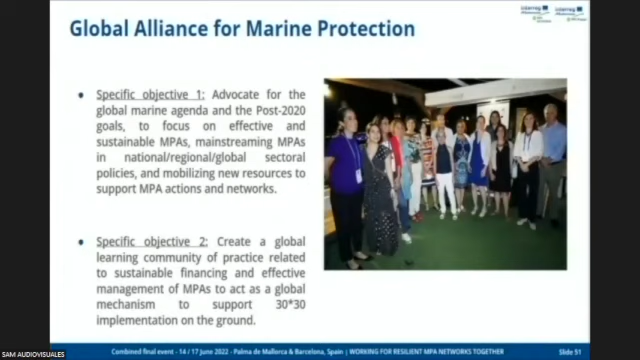 Global Alliance for Marine Protection
Interreg
• Specific objective 1: Advocate for the
global marine agenda and the Post-2020
goals, to focus on effective and
sustainable MPAs, mainstreaming MPAs
in national/regional/global sectoral
policies, and mobilizing new resources to
support MPA actions and networks.
• Specific objective 2: Create a global
learning community of practice related
to sustainable financing and effective
management of MPAs to act as a global
mechanism to support 30*30
implementation on the ground.
Combined final event - 14 / 17 June 2022 - Palma de Mallorca & Barcelona, Spain | WORKING FOR RESILIENT MPA NETWORKS TOGETHER
Slide 51
SAM AUDIOVISUALES